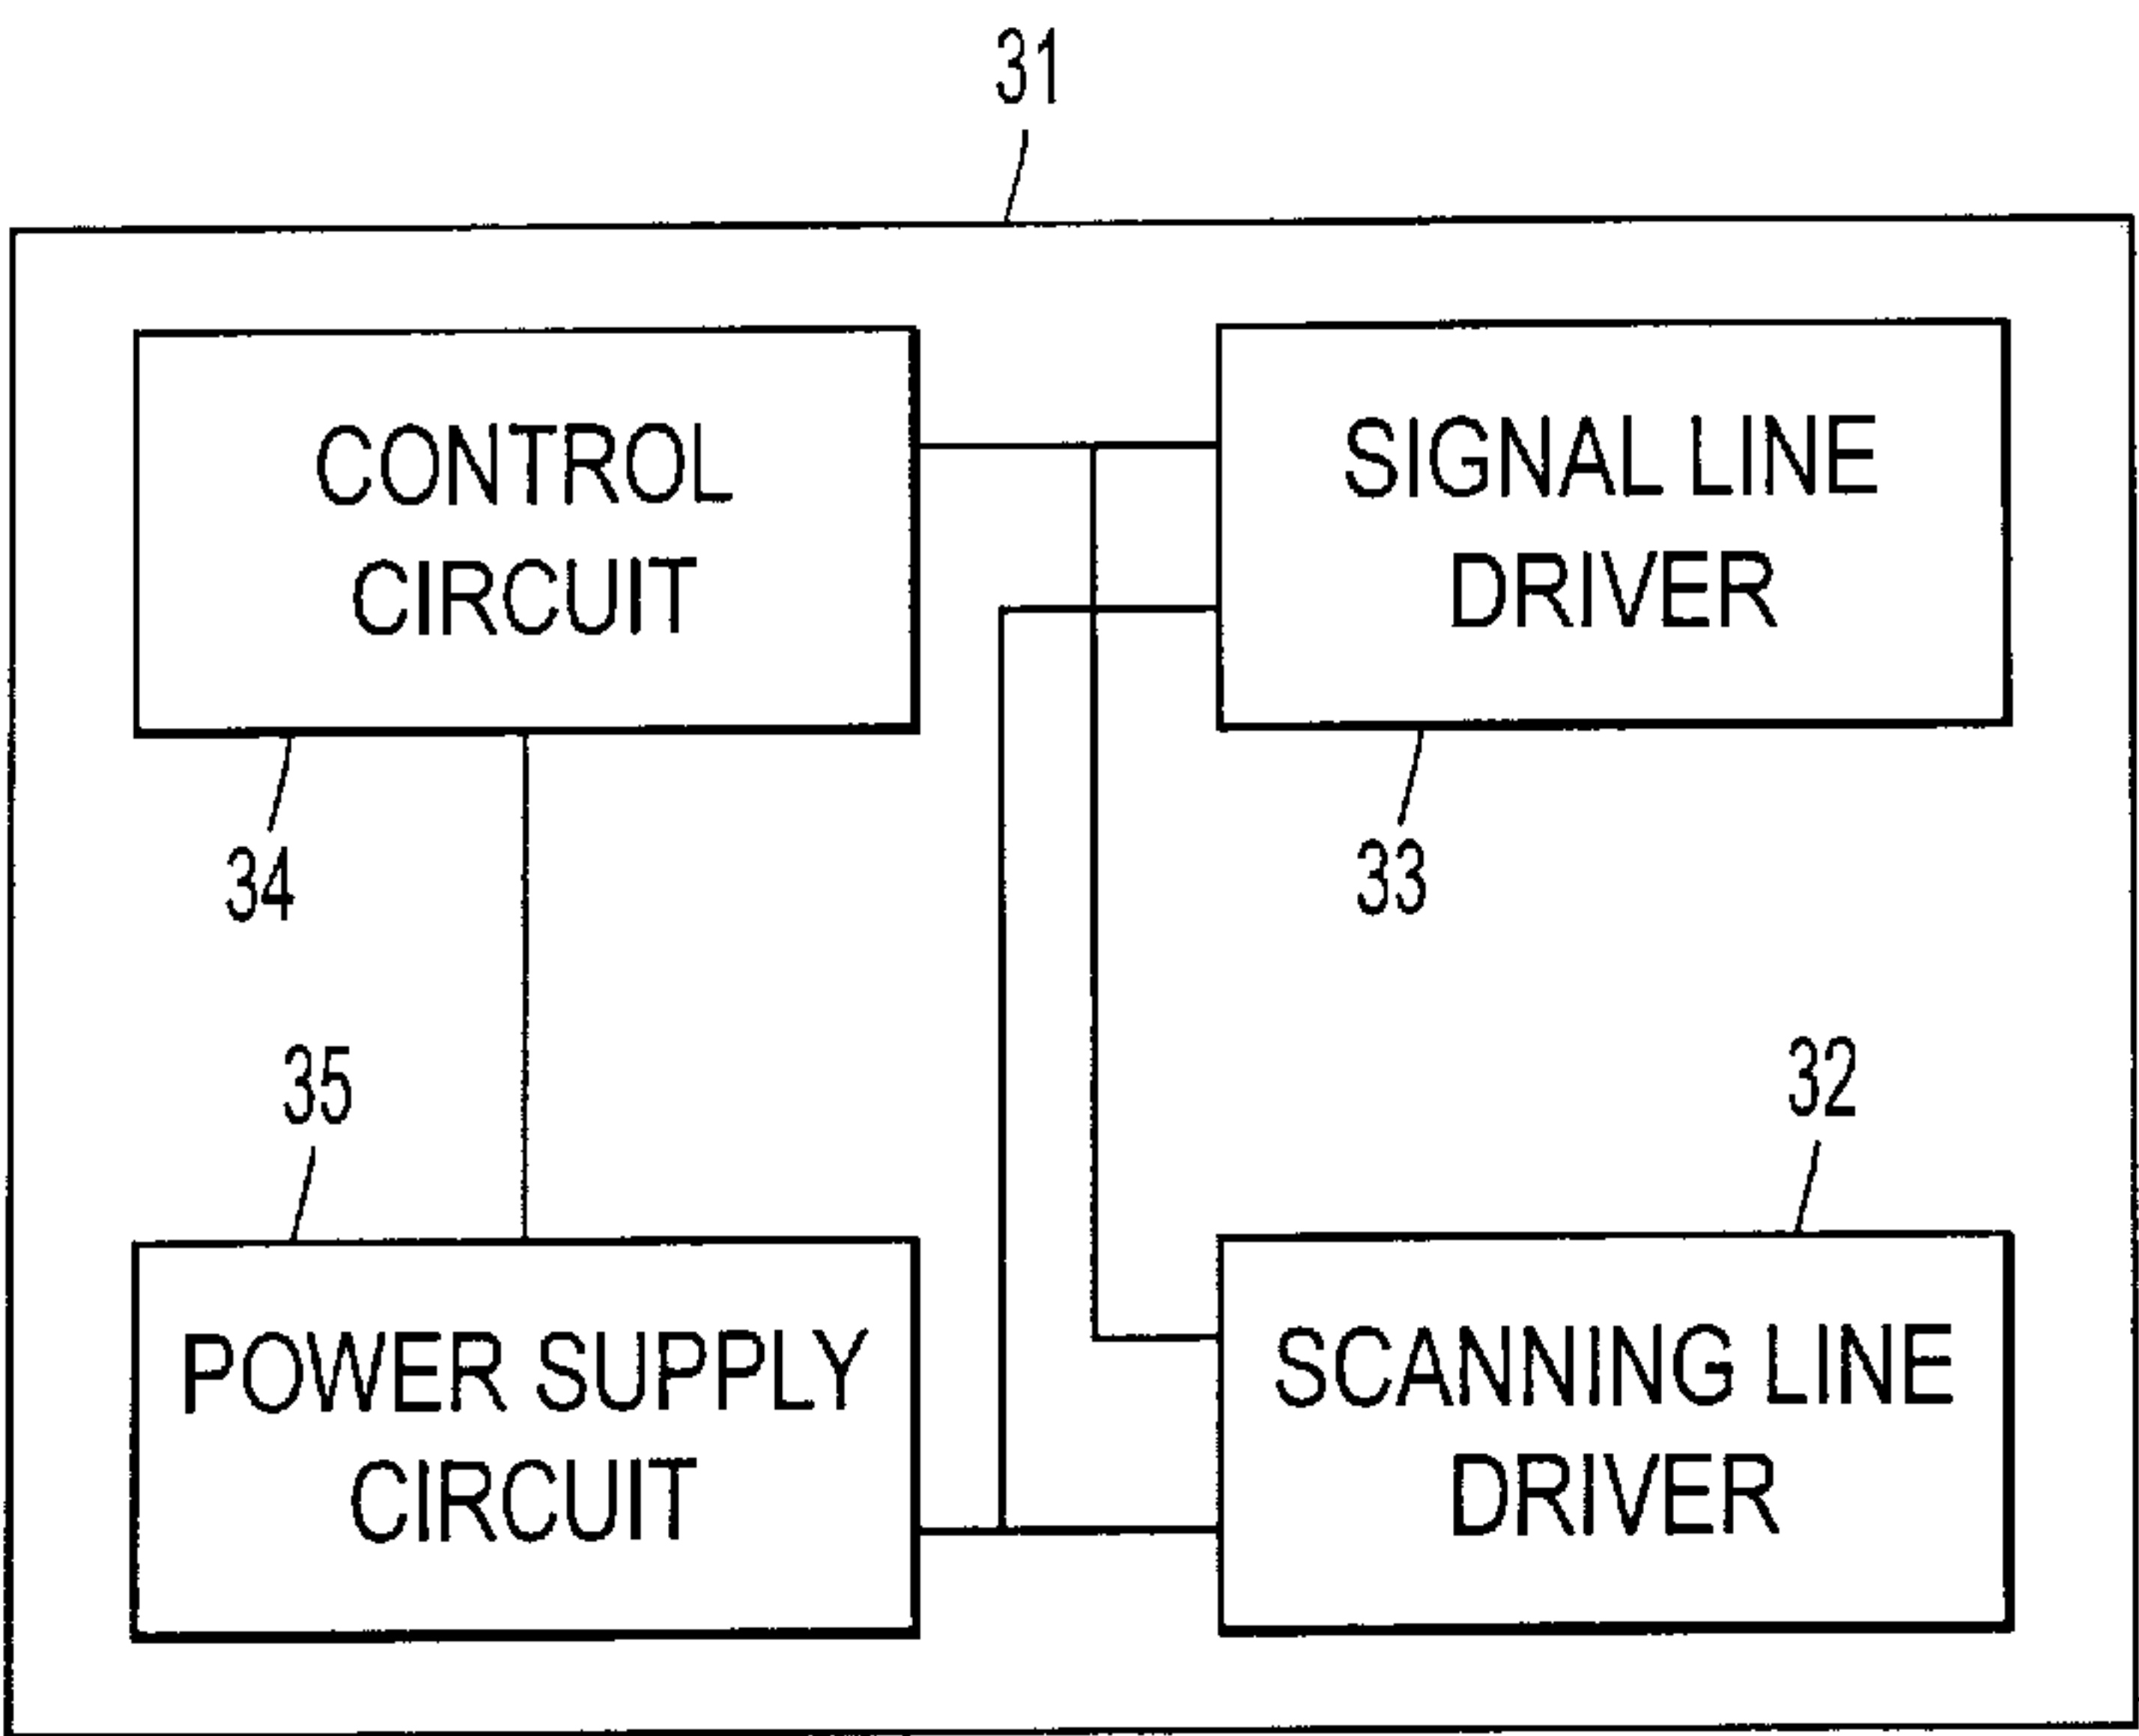 31
CONTROL
CIRCUIT
SIGNAL LINE
DRIVER
34
33
35
32
POWER SUPPLY
CIRCUIT
SCANNING LINE
DRIVER